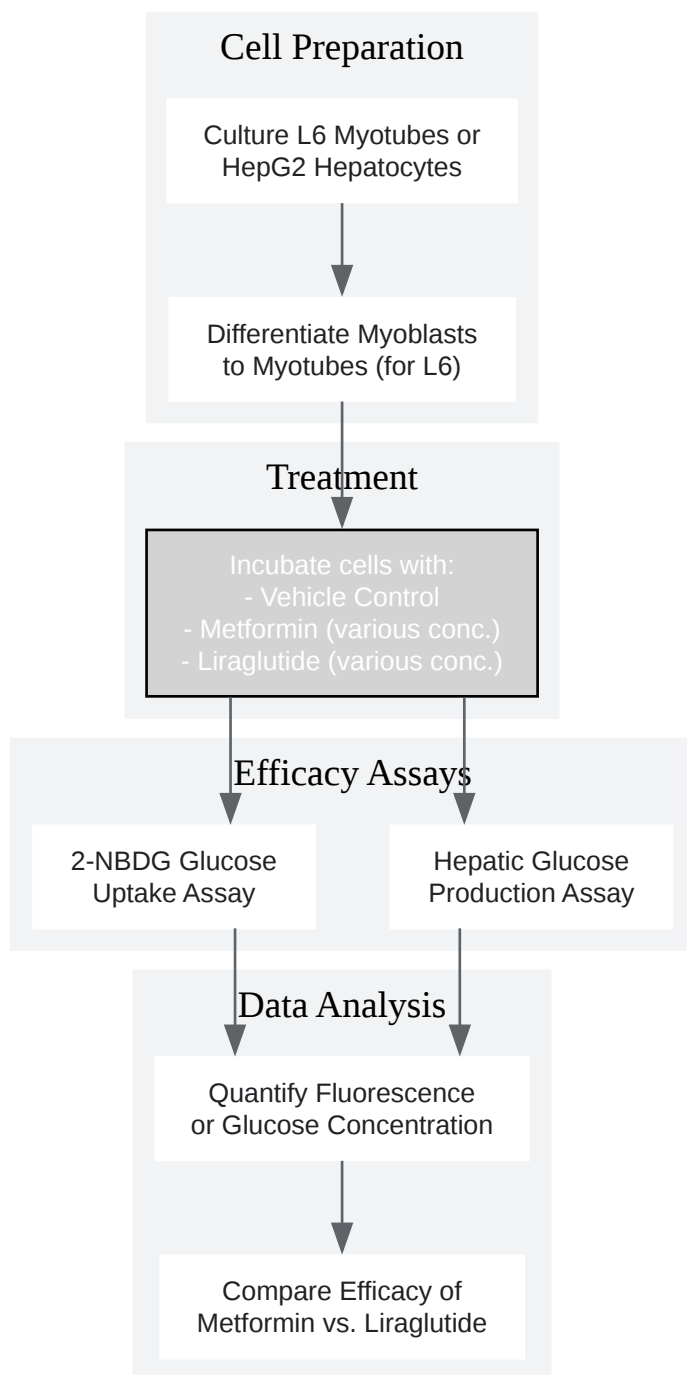 Cell Preparation
Culture L6 Myotubes or
HepG2 Hepatocytes
Differentiate Myoblasts
to Myotubes (for L6)
Treatment
Incubate cells with:
- Vehicle Control
- Metformin (various conc.)
- Liraglutide (various conc.)
Efficacy Assays
2-NBDG Glucose
Uptake Assay
Hepatic Glucose
Production Assay
Data Analysis
Quantify Fluorescence
or Glucose Concentration
Compare Efficacy of
Metformin vs. Liraglutide